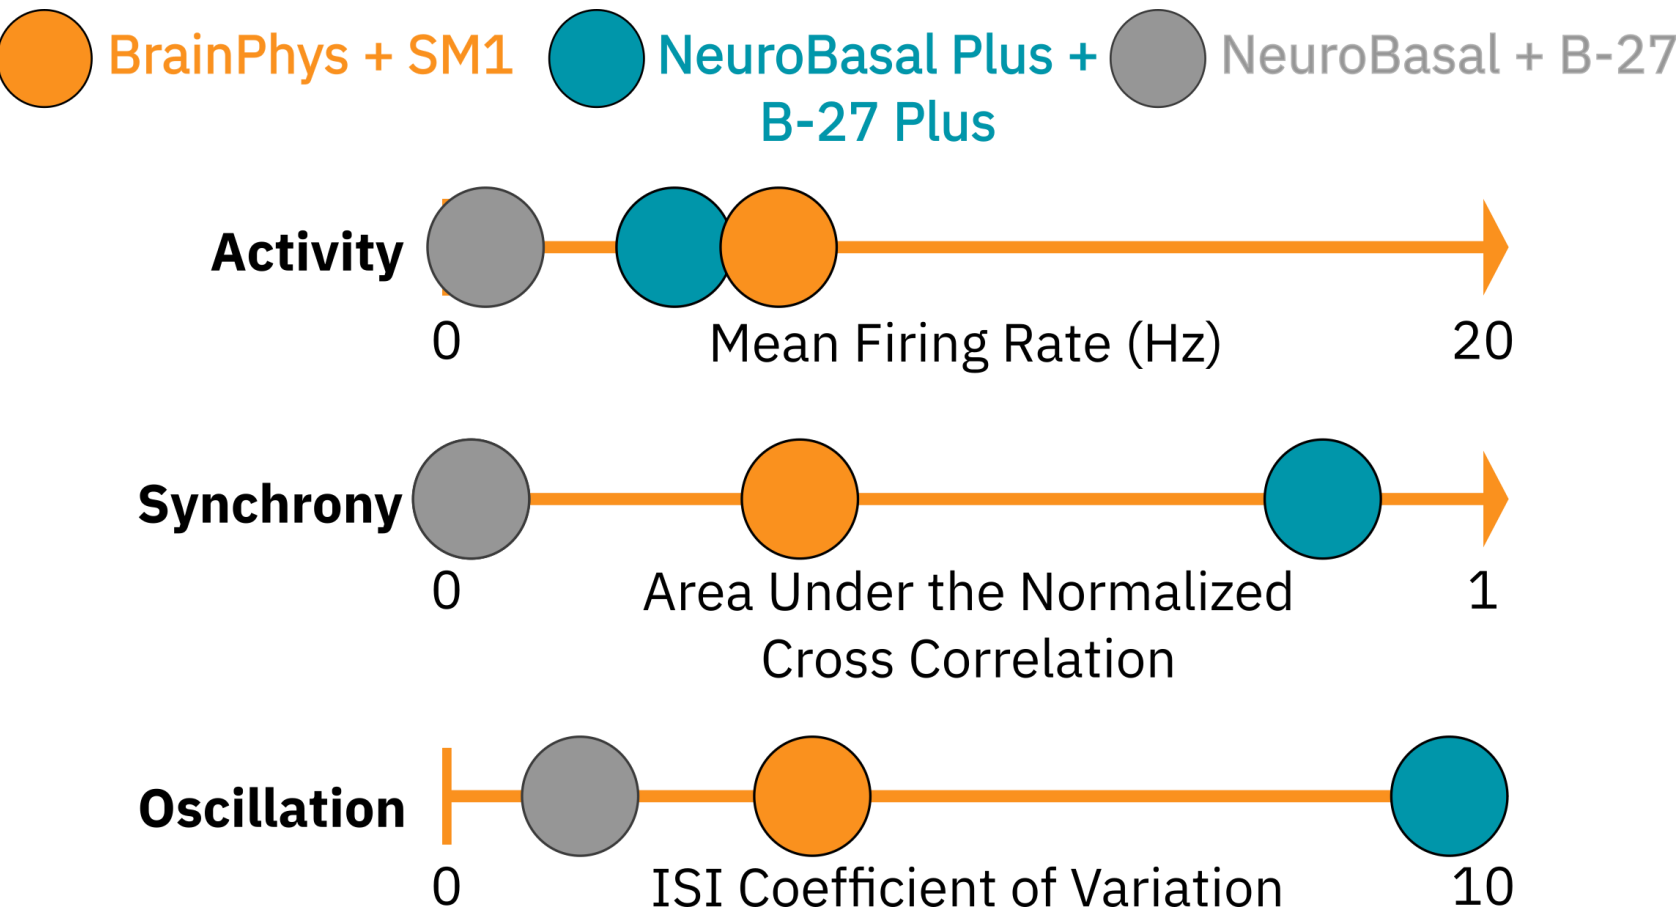 BrainPhys + SM1
NeuroBasal Plus +
B-27 Plus
NeuroBasal + B-27
Activity
0
Mean Firing Rate (Hz)
20
Synchrony
0
Area Under the Normalized
Cross Correlation
1
Oscillation
0
ISI Coefficient of Variation
10